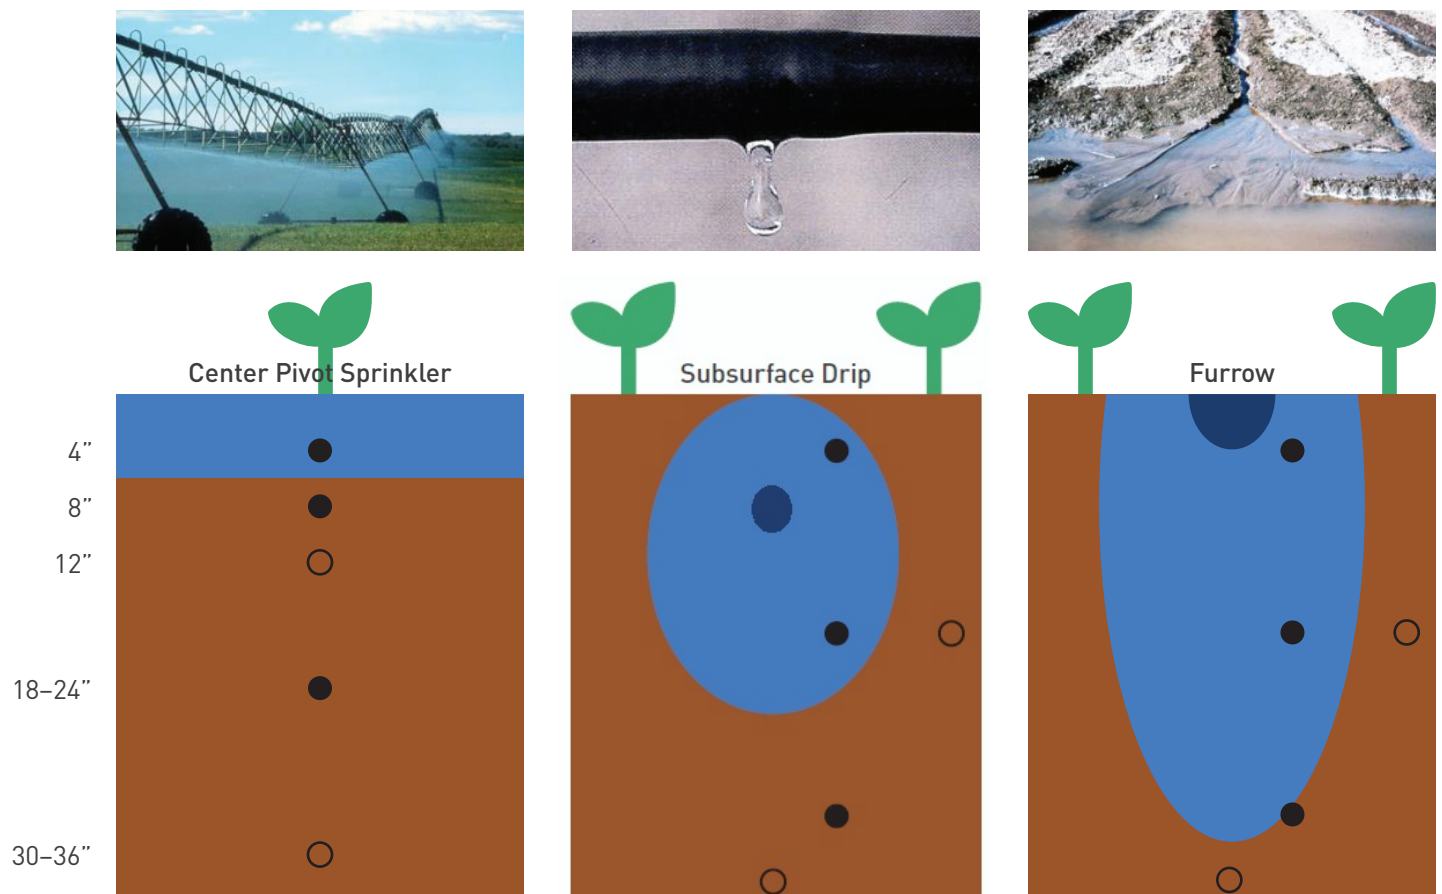 Center Pivot Sprinkler
Subsurface Drip
Furrow
4”
8”
12”
18–24”
30–36”